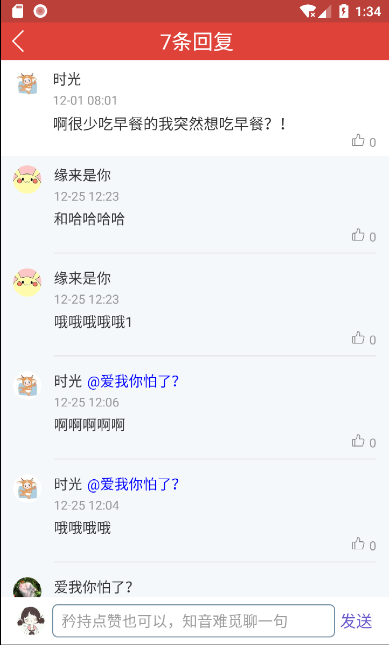 1:34
7条回复
时光
12-01 08:01
啊很少吃早餐的我突然想吃早餐？！
0
缘来是你
12-25 12:23
和哈哈哈哈
0
缘来是你
12-25 12:23
哦哦哦哦哦1
0
时光 @爱我你怕了？
12-25 12:06
啊啊啊啊啊
0
时光 @爱我你怕了？
12-25 12:04
哦哦哦哦
0
爱我你怕了？
矜持点赞也可以，知音难觅聊一句 发送